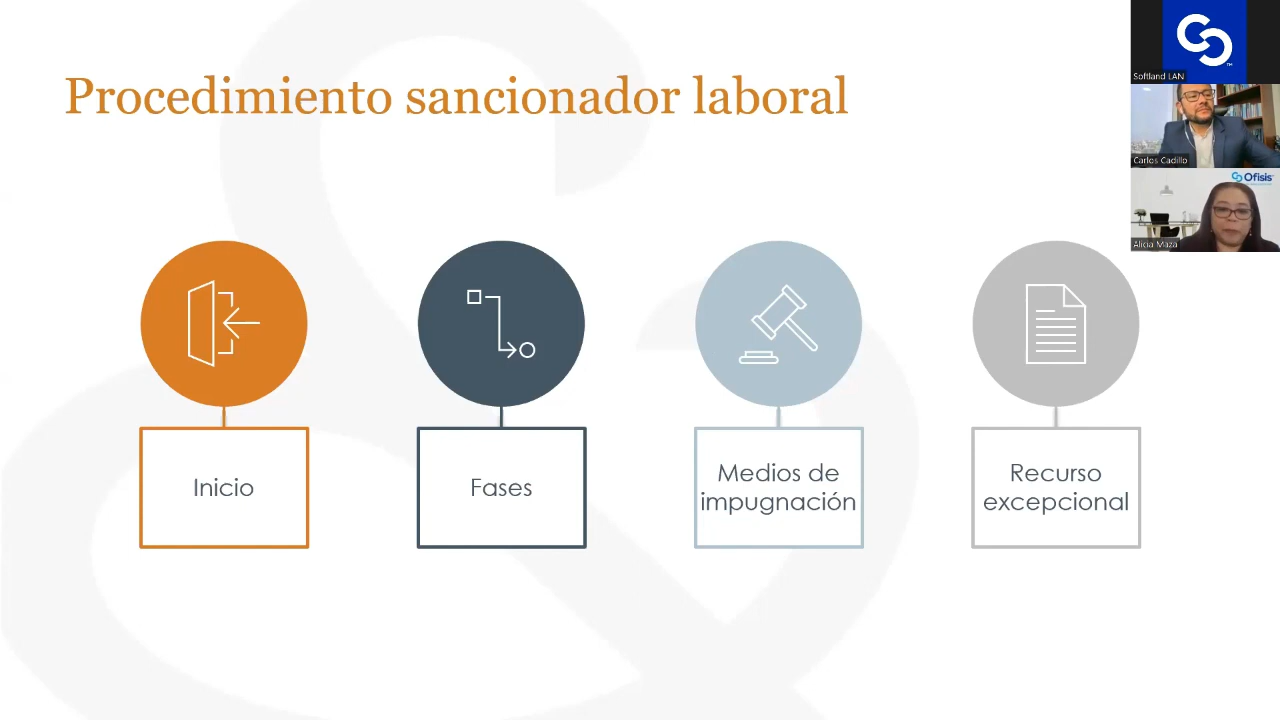 Procedimiento sancionador laboral
Softland LAN
Carlos Cadillo
Ofisis
Alicia Maza
Inicio
Fases
Medios de
impugnación
Recurso
excepcional